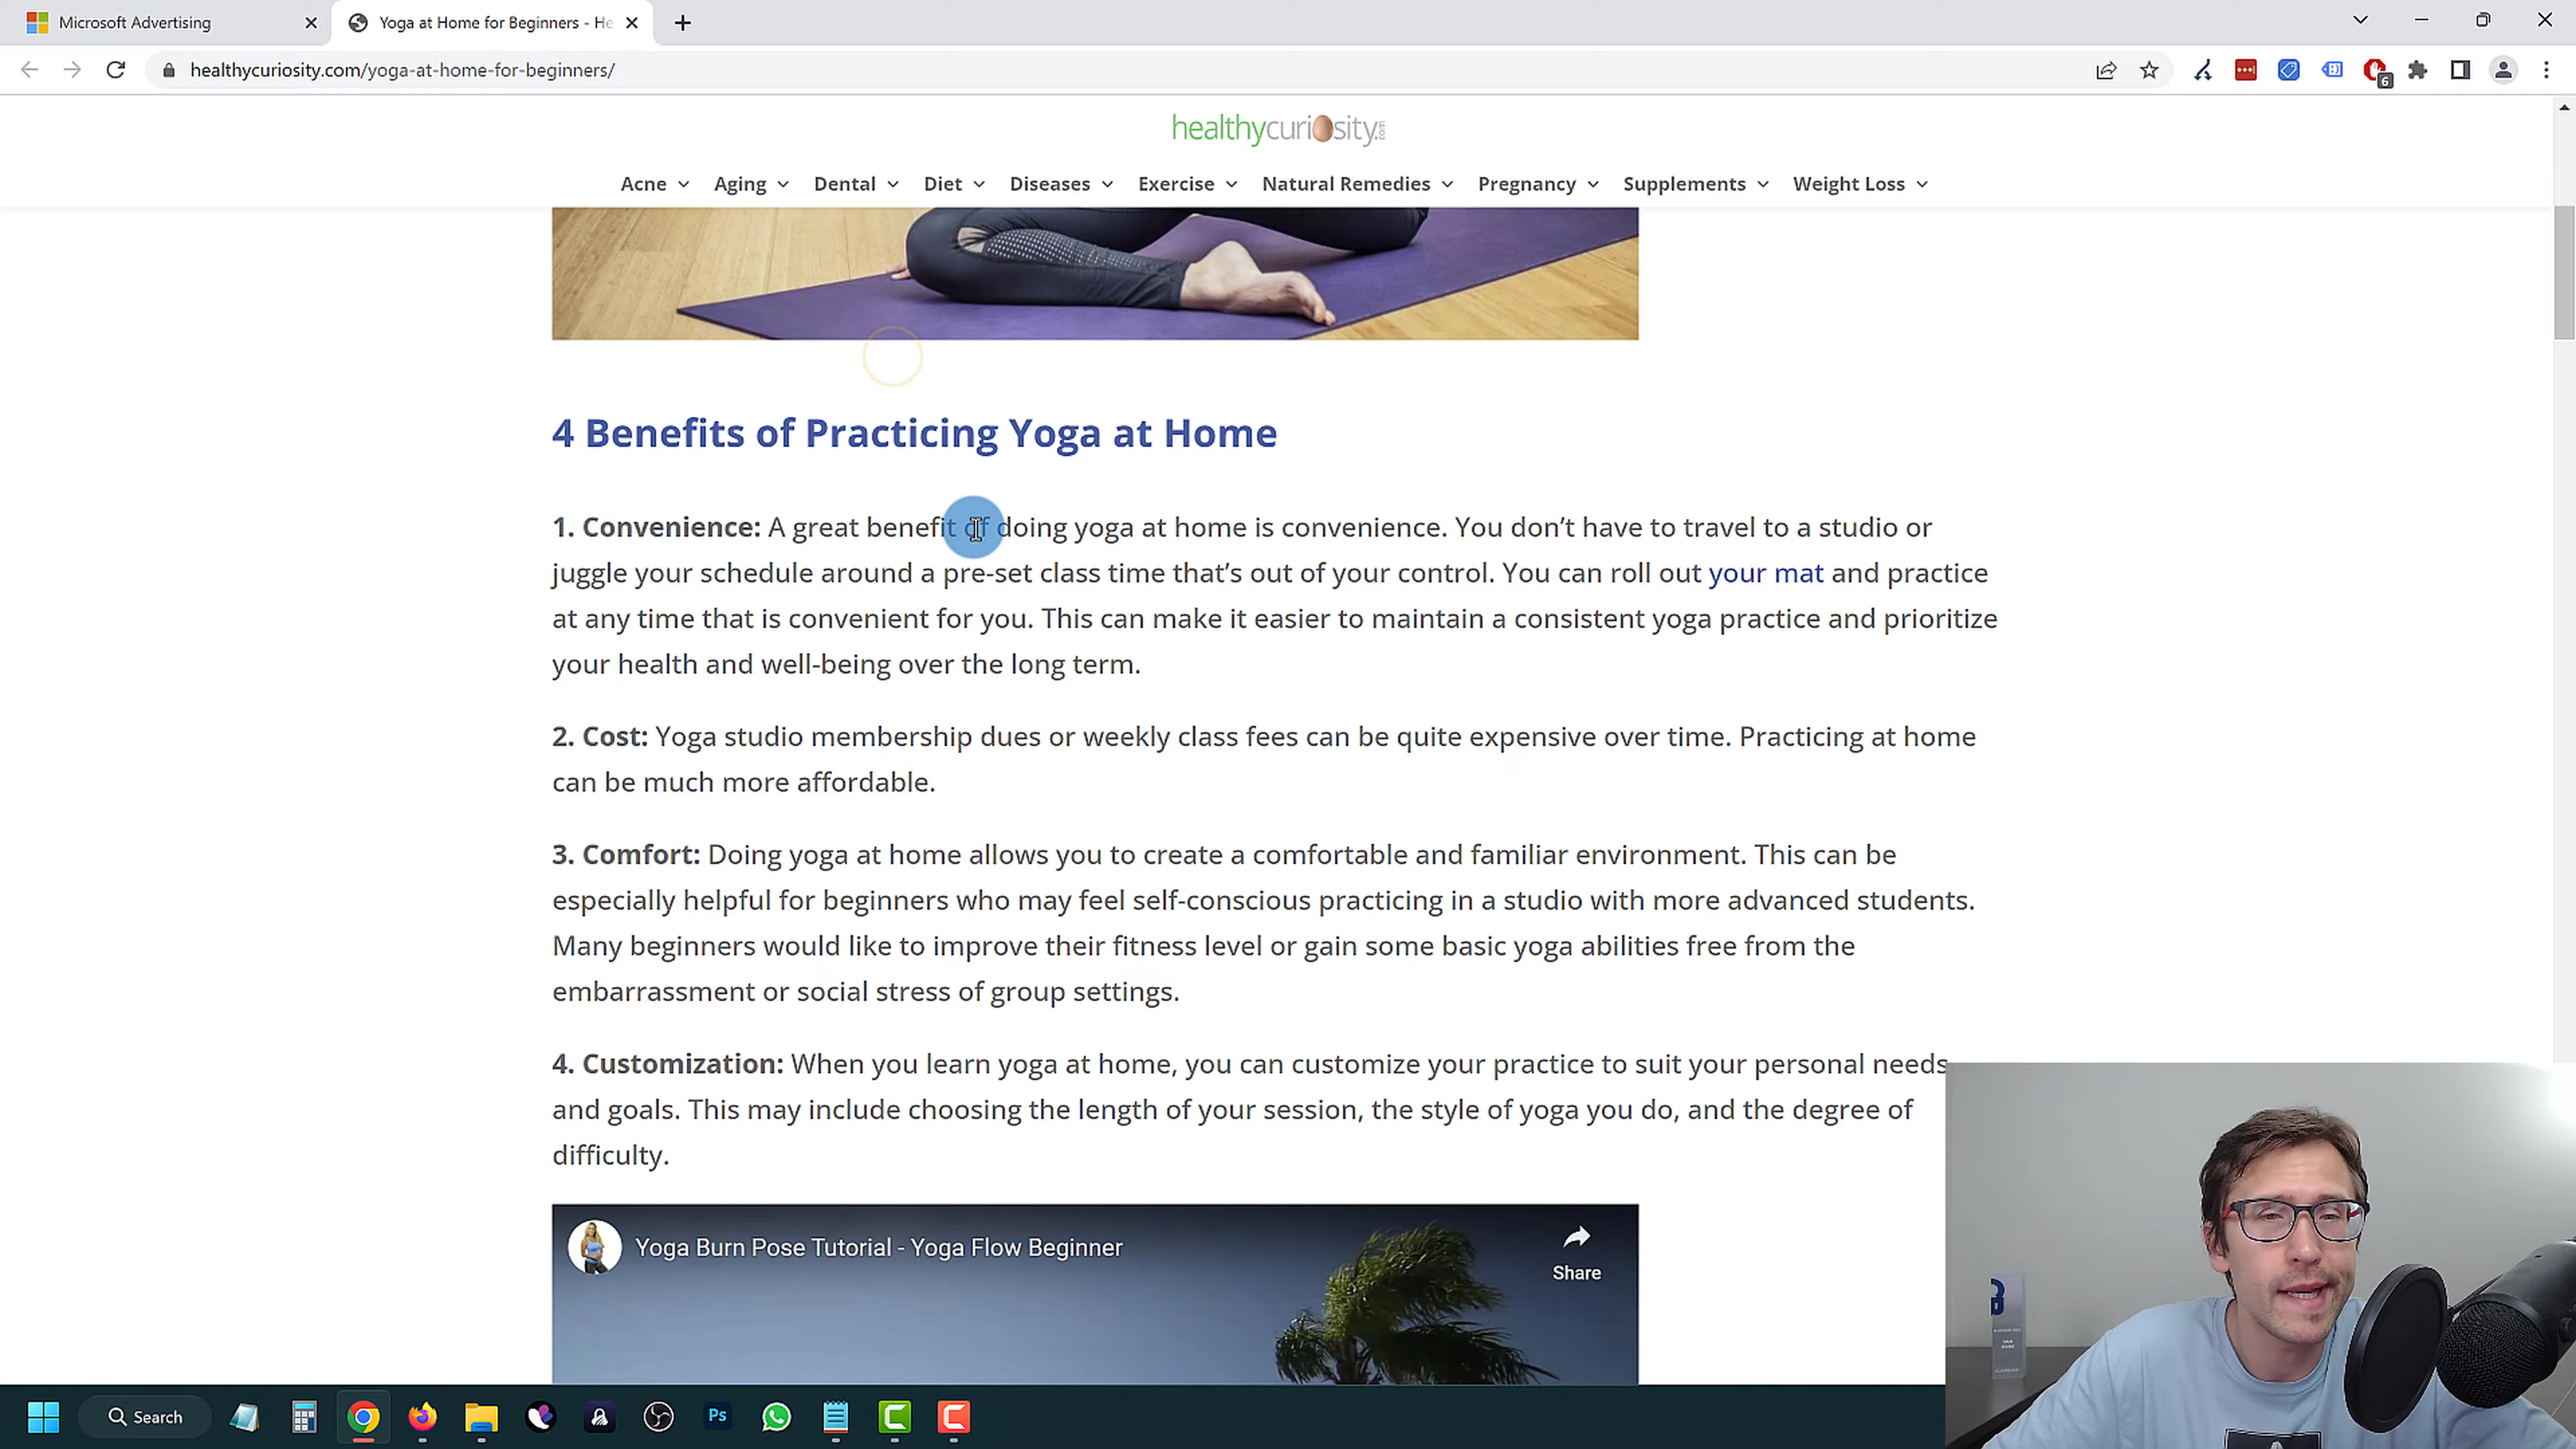 Microsoft Advertising
Yoga at Home for Beginners - He
healthycuriosity.com/yoga-at-home-for-beginners/
6
healthycuriosity.com
Acne Aging Dental Diet Diseases Exercise Natural Remedies Pregnancy Supplements Weight Loss
4 Benefits of Practicing Yoga at Home
1. Convenience: A great benefit of doing yoga at home is convenience. You don’t have to travel to a studio or
juggle your schedule around a pre-set class time that’s out of your control. You can roll out your mat and practice
at any time that is convenient for you. This can make it easier to maintain a consistent yoga practice and prioritize
your health and well-being over the long term.
2. Cost: Yoga studio membership dues or weekly class fees can be quite expensive over time. Practicing at home
can be much more affordable.
3. Comfort: Doing yoga at home allows you to create a comfortable and familiar environment. This can be
especially helpful for beginners who may feel self-conscious practicing in a studio with more advanced students.
Many beginners would like to improve their fitness level or gain some basic yoga abilities free from the
embarrassment or social stress of group settings.
4. Customization: When you learn yoga at home, you can customize your practice to suit your personal needs
and goals. This may include choosing the length of your session, the style of yoga you do, and the degree of
difficulty.
Yoga Burn Pose Tutorial - Yoga Flow Beginner
Share
Search
Ps